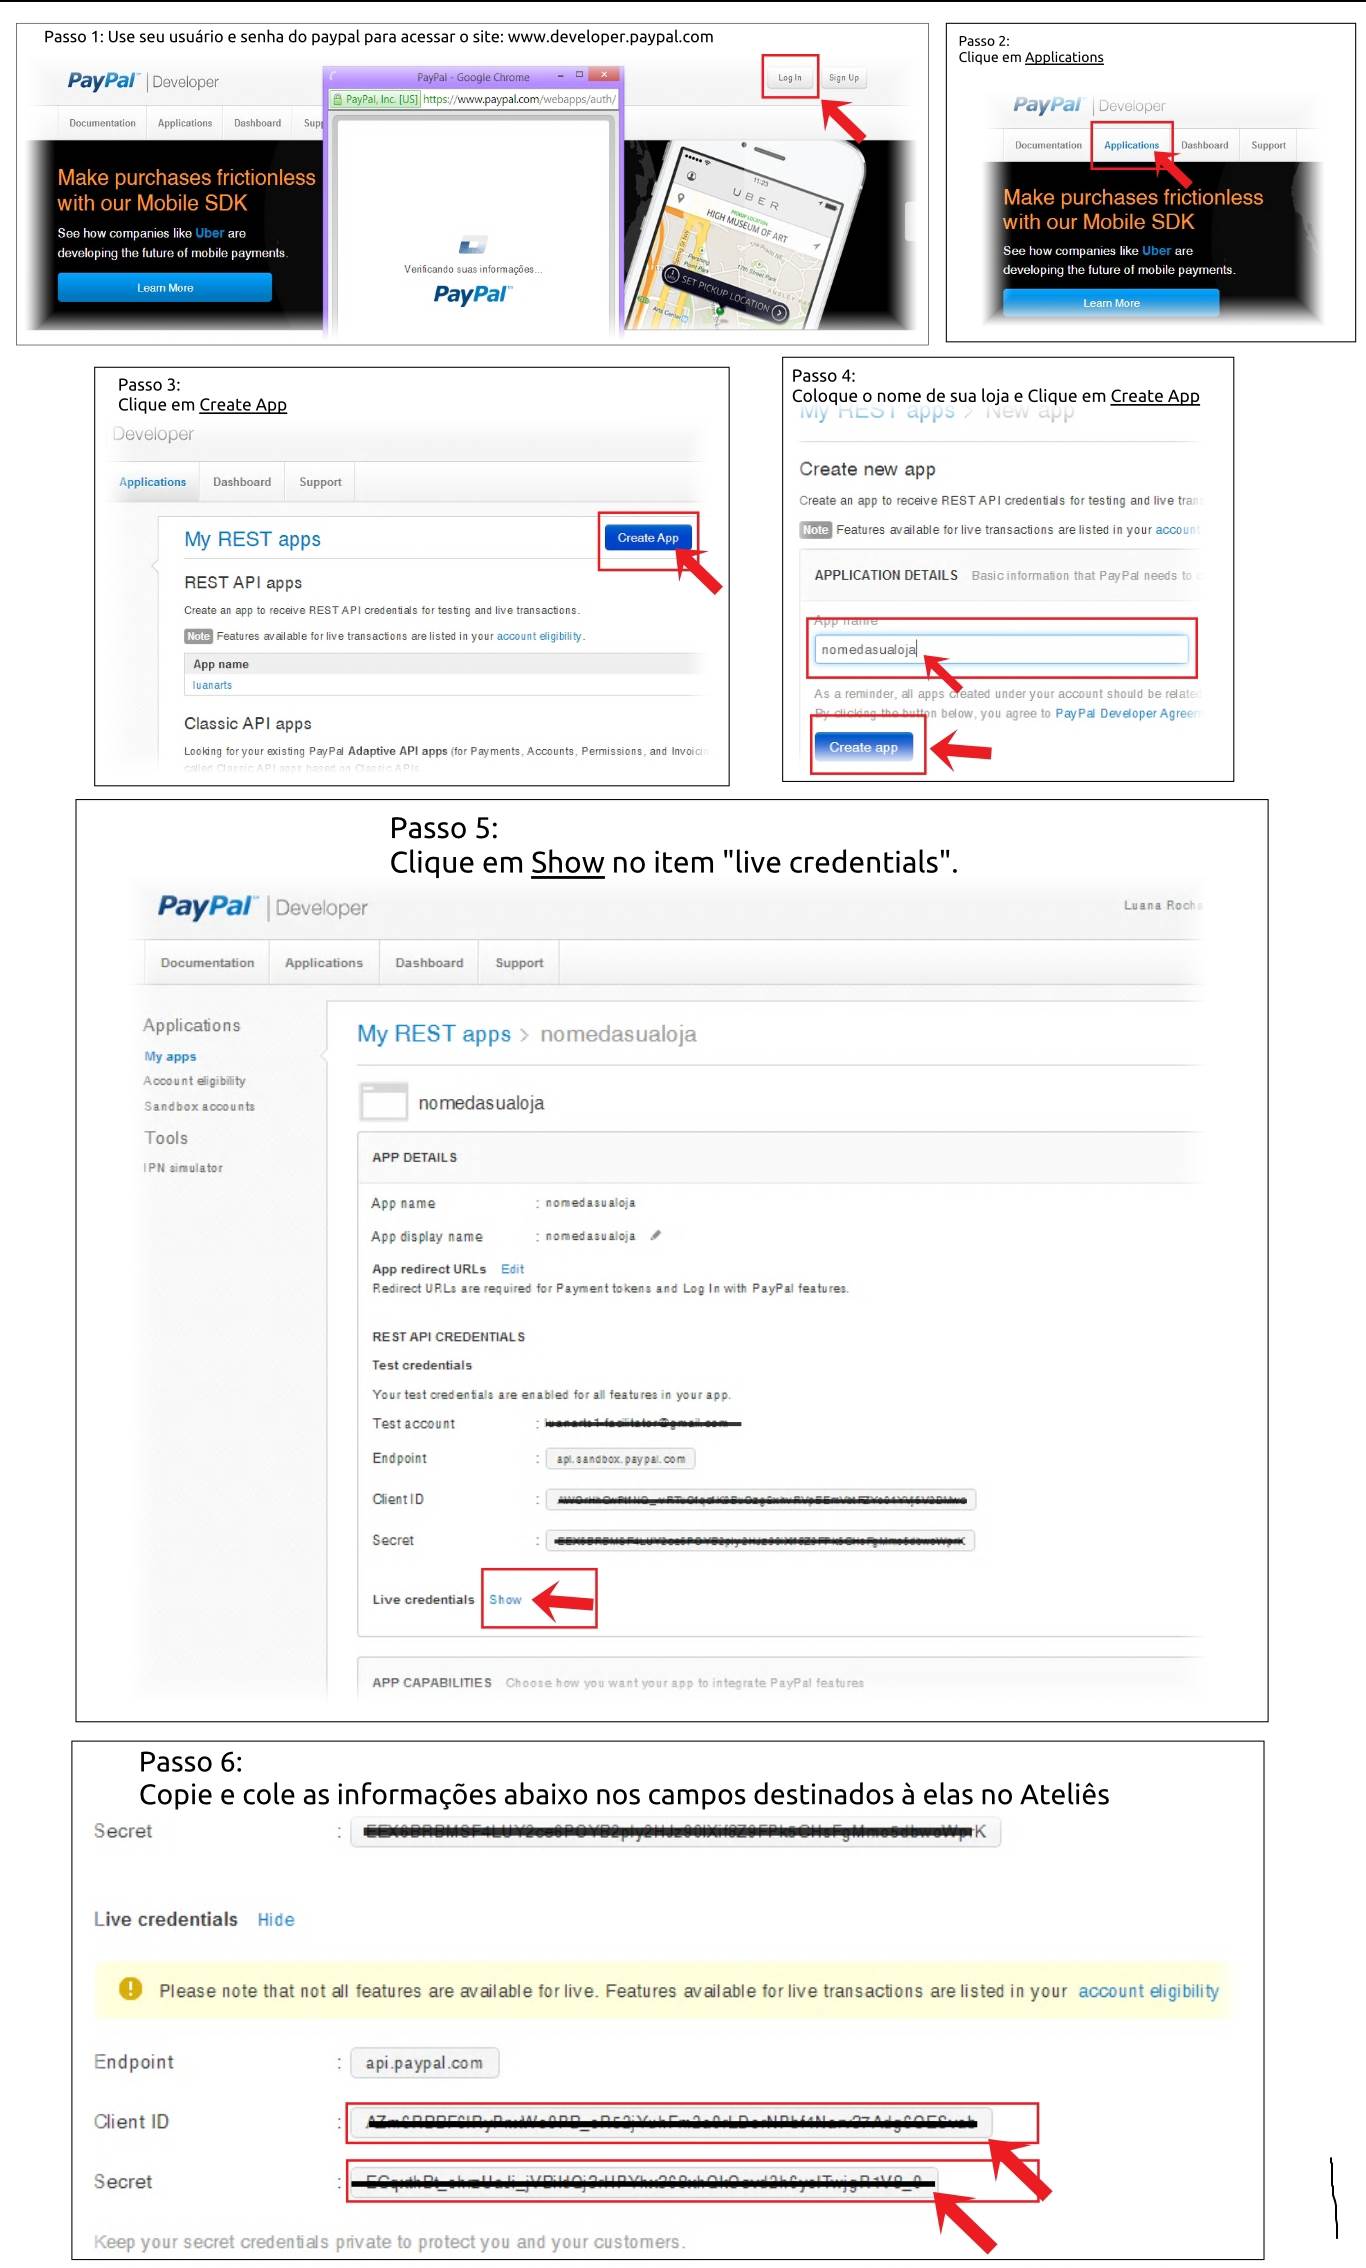 Passo 1: Use seu usuário e senha do paypal para acessar o site: www.developer.paypal.com
PayPal Developer
PayPal - Google Chrome
Log In
Sign Up
PayPal, Inc. [US] https://www.paypal.com/webapps/auth/
Documentation Applications Dashboard Supp
Make purchases frictionless
with our Mobile SDK
See how companies like Uber are
developing the future of mobile payments.
Learn More
Verificando suas informações...
PayPal
11:23
UBER
PICKUP LOCATION
HIGH MUSEUM OF ART
SET PICKUP LOCATION
Passo 2:
Clique em Applications
PayPal Developer
Documentation Applications Dashboard Support
Make purchases frictionless
with our Mobile SDK
See how companies like Uber are
developing the future of mobile payments.
Learn More
Passo 3:
Clique em Create App
Developer
Applications Dashboard Support
My REST apps
Create App
REST API apps
Create an app to receive REST API credentials for testing and live transactions.
Note Features available for live transactions are listed in your account eligibility.
App name
luanarts
Classic API apps
Looking for your existing PayPal Adaptive API apps (for Payments, Accounts, Permissions, and Invoicin
called Classic API apps based on Classic APIs
Passo 4:
Coloque o nome de sua loja e Clique em Create App
My REST apps > New app
Create new app
Create an app to receive REST API credentials for testing and live tran
Note Features available for live transactions are listed in your account
APPLICATION DETAILS Basic information that PayPal needs to
App name
nomedasualoja
As a reminder, all apps created under your account should be relate
By clicking the button below, you agree to PayPal Developer Agreem
Create app
Passo 5:
Clique em Show no item "live credentials".
PayPal Developer
Luana Rocha
Documentation Applications Dashboard Support
Applications
My apps
Account eligibility
Sandbox accounts
Tools
IPN simulator
My REST apps > nomedasualoja
nomedasualoja
APP DETAILS
App name : nomedasualoja
App display name : nomedasualoja
App redirect URLs Edit
Redirect URLs are required for Payment tokens and Log In with PayPal features.
REST API CREDENTIALS
Test credentials
Your test credentials are enabled for all features in your app.
Test account :
Endpoint : api.sandbox.paypal.com
Client ID :
Secret :
Live credentials Show
APP CAPABILITIES Choose how you want your app to integrate PayPal features
Passo 6:
Copie e cole as informações abaixo nos campos destinados à elas no Ateliês
Secret :
Live credentials Hide
Please note that not all features are available for live. Features available for live transactions are listed in your account eligibility
Endpoint : api.paypal.com
Client ID :
Secret :
Keep your secret credentials private to protect you and your customers.